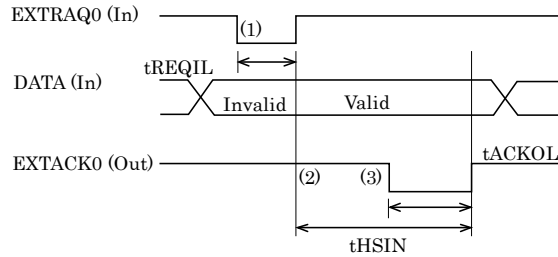 EXTRAQ0 (In)
(1)
tREQIL
DATA (In)
Invalid
Valid
tACKOL
EXTACK0 (Out)
(2)
(3)
tHSIN